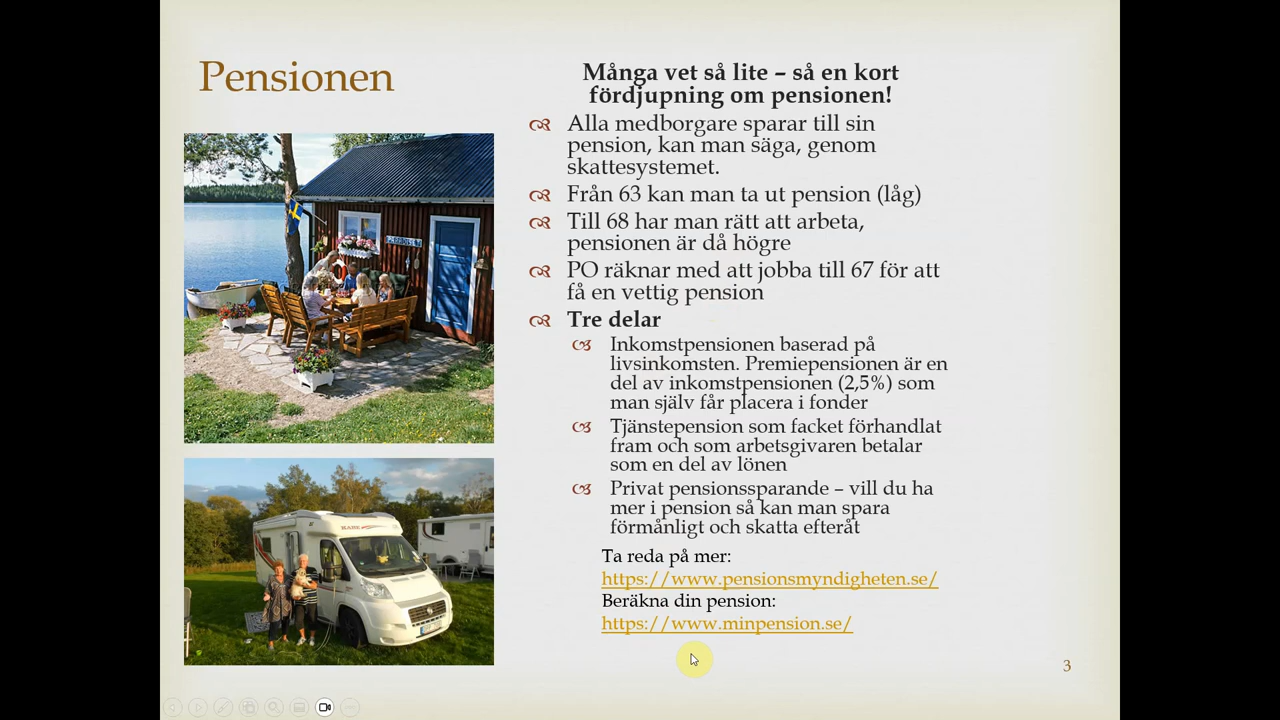 Pensionen
Många vet så lite – så en kort
fördjupning om pensionen!
Alla medborgare sparar till sin
pension, kan man säga, genom
skattesystemet.
Från 63 kan man ta ut pension (låg)
Till 68 har man rätt att arbeta,
pensionen är då högre
PO räknar med att jobba till 67 för att
få en vettig pension
Tre delar
Inkomstpensionen baserad på
livsinkomsten. Premiepensionen är en
del av inkomstpensionen (2,5%) som
man själv får placera i fonder
Tjänstepension som facket förhandlat
fram och som arbetsgivaren betalar
som en del av lönen
Privat pensionssparande – vill du ha
mer i pension så kan man spara
förmånligt och skatta efteråt
Ta reda på mer:
https://www.pensionsmyndigheten.se/
Beräkna din pension:
https://www.minpension.se/
3